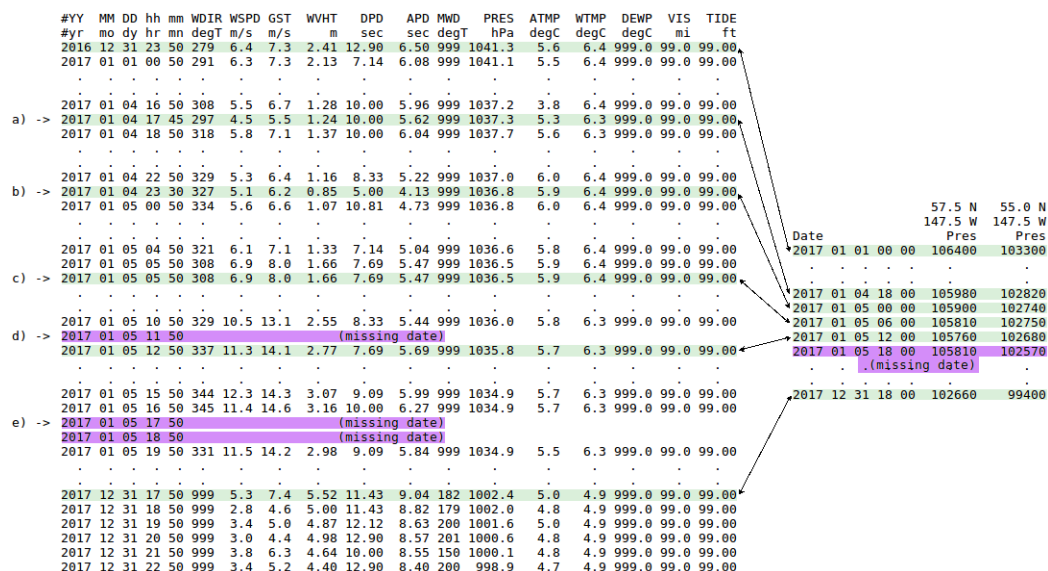 #YY MM DD hh mm WDIR WSPD GST WVHT DPD APD MWD PRES ATMP WTMP DEWP VIS TIDE
#yr mo dy hr mn degT m/s m/s m sec sec degT hPa degC degC degC mi ft
2016 12 31 23 50 279 6.4 7.3 2.41 12.90 6.50 999 1041.3 5.6 6.4 999.0 99.0 99.00
2017 01 01 00 50 291 6.3 7.3 2.13 7.14 6.08 999 1041.1 5.5 6.4 999.0 99.0 99.00
. . . . . . . . . . . . . . . . . .
. . . . . . . . . . . . . . . . . .
2017 01 04 16 50 308 5.5 6.7 1.28 10.00 5.96 999 1037.2 3.8 6.4 999.0 99.0 99.00
a) -> 2017 01 04 17 45 297 4.5 5.5 1.24 10.00 5.62 999 1037.3 5.3 6.3 999.0 99.0 99.00
2017 01 04 18 50 318 5.8 7.1 1.37 10.00 6.04 999 1037.7 5.6 6.3 999.0 99.0 99.00
. . . . . . . . . . . . . . . . . .
. . . . . . . . . . . . . . . . . .
2017 01 04 22 50 329 5.3 6.4 1.16 8.33 5.22 999 1037.0 6.0 6.4 999.0 99.0 99.00
b) -> 2017 01 04 23 30 327 5.1 6.2 0.85 5.00 4.13 999 1036.8 5.9 6.4 999.0 99.0 99.00
2017 01 05 00 50 334 5.6 6.6 1.07 10.81 4.73 999 1036.8 6.0 6.4 999.0 99.0 99.00
. . . . . . . . . . . . . . . . . .
. . . . . . . . . . . . . . . . . .
2017 01 05 04 50 321 6.1 7.1 1.33 7.14 5.04 999 1036.6 5.8 6.4 999.0 99.0 99.00
2017 01 05 05 50 308 6.9 8.0 1.66 7.69 5.47 999 1036.5 5.9 6.4 999.0 99.0 99.00
c) -> 2017 01 05 05 50 308 6.9 8.0 1.66 7.69 5.47 999 1036.5 5.9 6.4 999.0 99.0 99.00
. . . . . . . . . . . . . . . . . .
. . . . . . . . . . . . . . . . . .
2017 01 05 10 50 329 10.5 13.1 2.55 8.33 5.44 999 1036.0 5.8 6.3 999.0 99.0 99.00
d) -> 2017 01 05 11 50 (missing date)
2017 01 05 12 50 337 11.3 14.1 2.77 7.69 5.69 999 1035.8 5.7 6.3 999.0 99.0 99.00
. . . . . . . . . . . . . . . . . .
. . . . . . . . . . . . . . . . . .
2017 01 05 15 50 344 12.3 14.3 3.07 9.09 5.99 999 1034.9 5.7 6.3 999.0 99.0 99.00
2017 01 05 16 50 345 11.4 14.6 3.16 10.00 6.27 999 1034.9 5.7 6.3 999.0 99.0 99.00
e) -> 2017 01 05 17 50 (missing date)
2017 01 05 18 50 (missing date)
2017 01 05 19 50 331 11.5 14.2 2.98 9.09 5.84 999 1034.9 5.5 6.3 999.0 99.0 99.00
. . . . . . . . . . . . . . . . . .
. . . . . . . . . . . . . . . . . .
2017 12 31 17 50 999 5.3 7.4 5.52 11.43 9.04 182 1002.4 5.0 4.9 999.0 99.0 99.00
2017 12 31 18 50 999 2.8 4.6 5.00 11.43 8.82 179 1002.0 4.8 4.9 999.0 99.0 99.00
2017 12 31 19 50 999 3.4 5.0 4.87 12.12 8.63 200 1001.6 5.0 4.9 999.0 99.0 99.00
2017 12 31 20 50 999 3.0 4.4 4.98 12.90 8.57 201 1000.6 4.8 4.9 999.0 99.0 99.00
2017 12 31 21 50 999 3.8 6.3 4.64 10.00 8.55 150 1000.1 4.8 4.9 999.0 99.0 99.00
2017 12 31 22 50 999 3.4 5.2 4.40 12.90 8.40 200 998.9 4.7 4.9 999.0 99.0 99.00
57.5 N 55.0 N
147.5 W 147.5 W
Date Pres Pres
2017 01 01 00 00 106400 103300
. . . . . . .
. . . . . . .
2017 01 04 18 00 105980 102820
2017 01 05 00 00 105900 102740
2017 01 05 06 00 105810 102750
2017 01 05 12 00 105760 102680
2017 01 05 18 00 105810 102570
. . .(missing date) .
. . . . . . .
2017 12 31 18 00 102660 99400